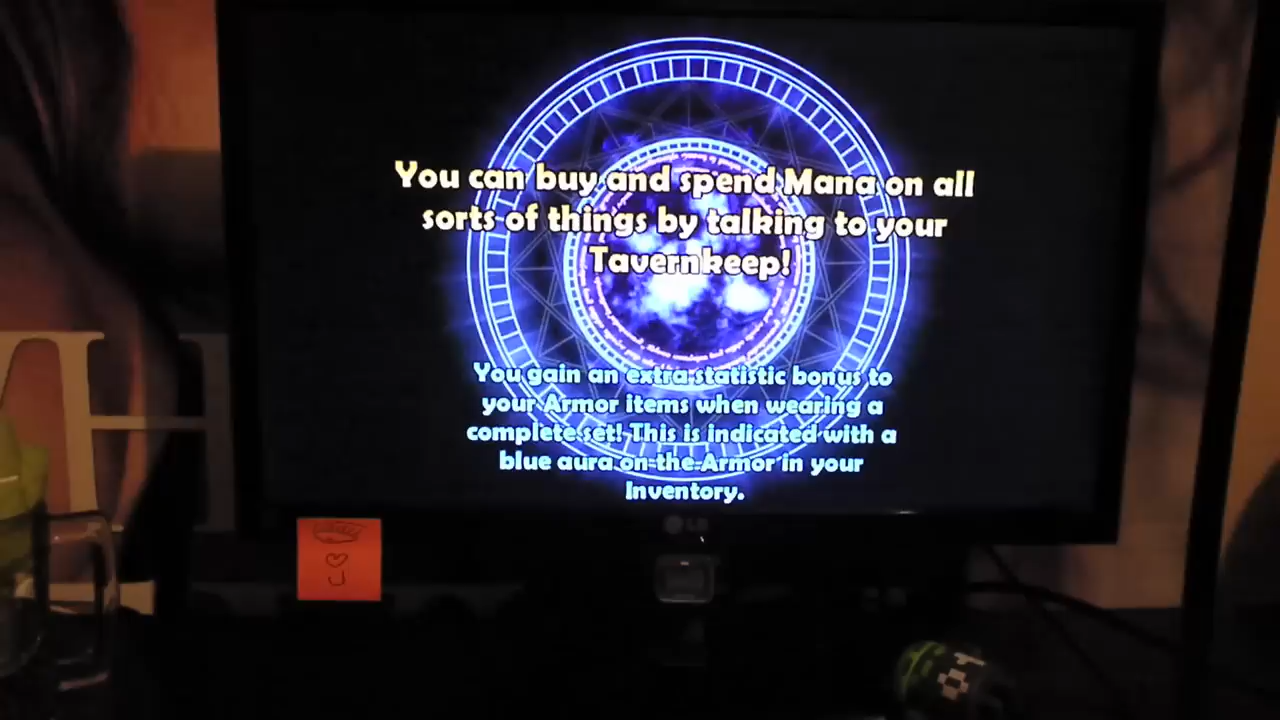 You can buy and spend Mana on all
sorts of things by talking to your
Tavernkeep!
You gain an extra statistic bonus to
your Armor items when wearing a
complete set! This is indicated with a
blue aura on the Armor in your
Inventory.
LG
H
U